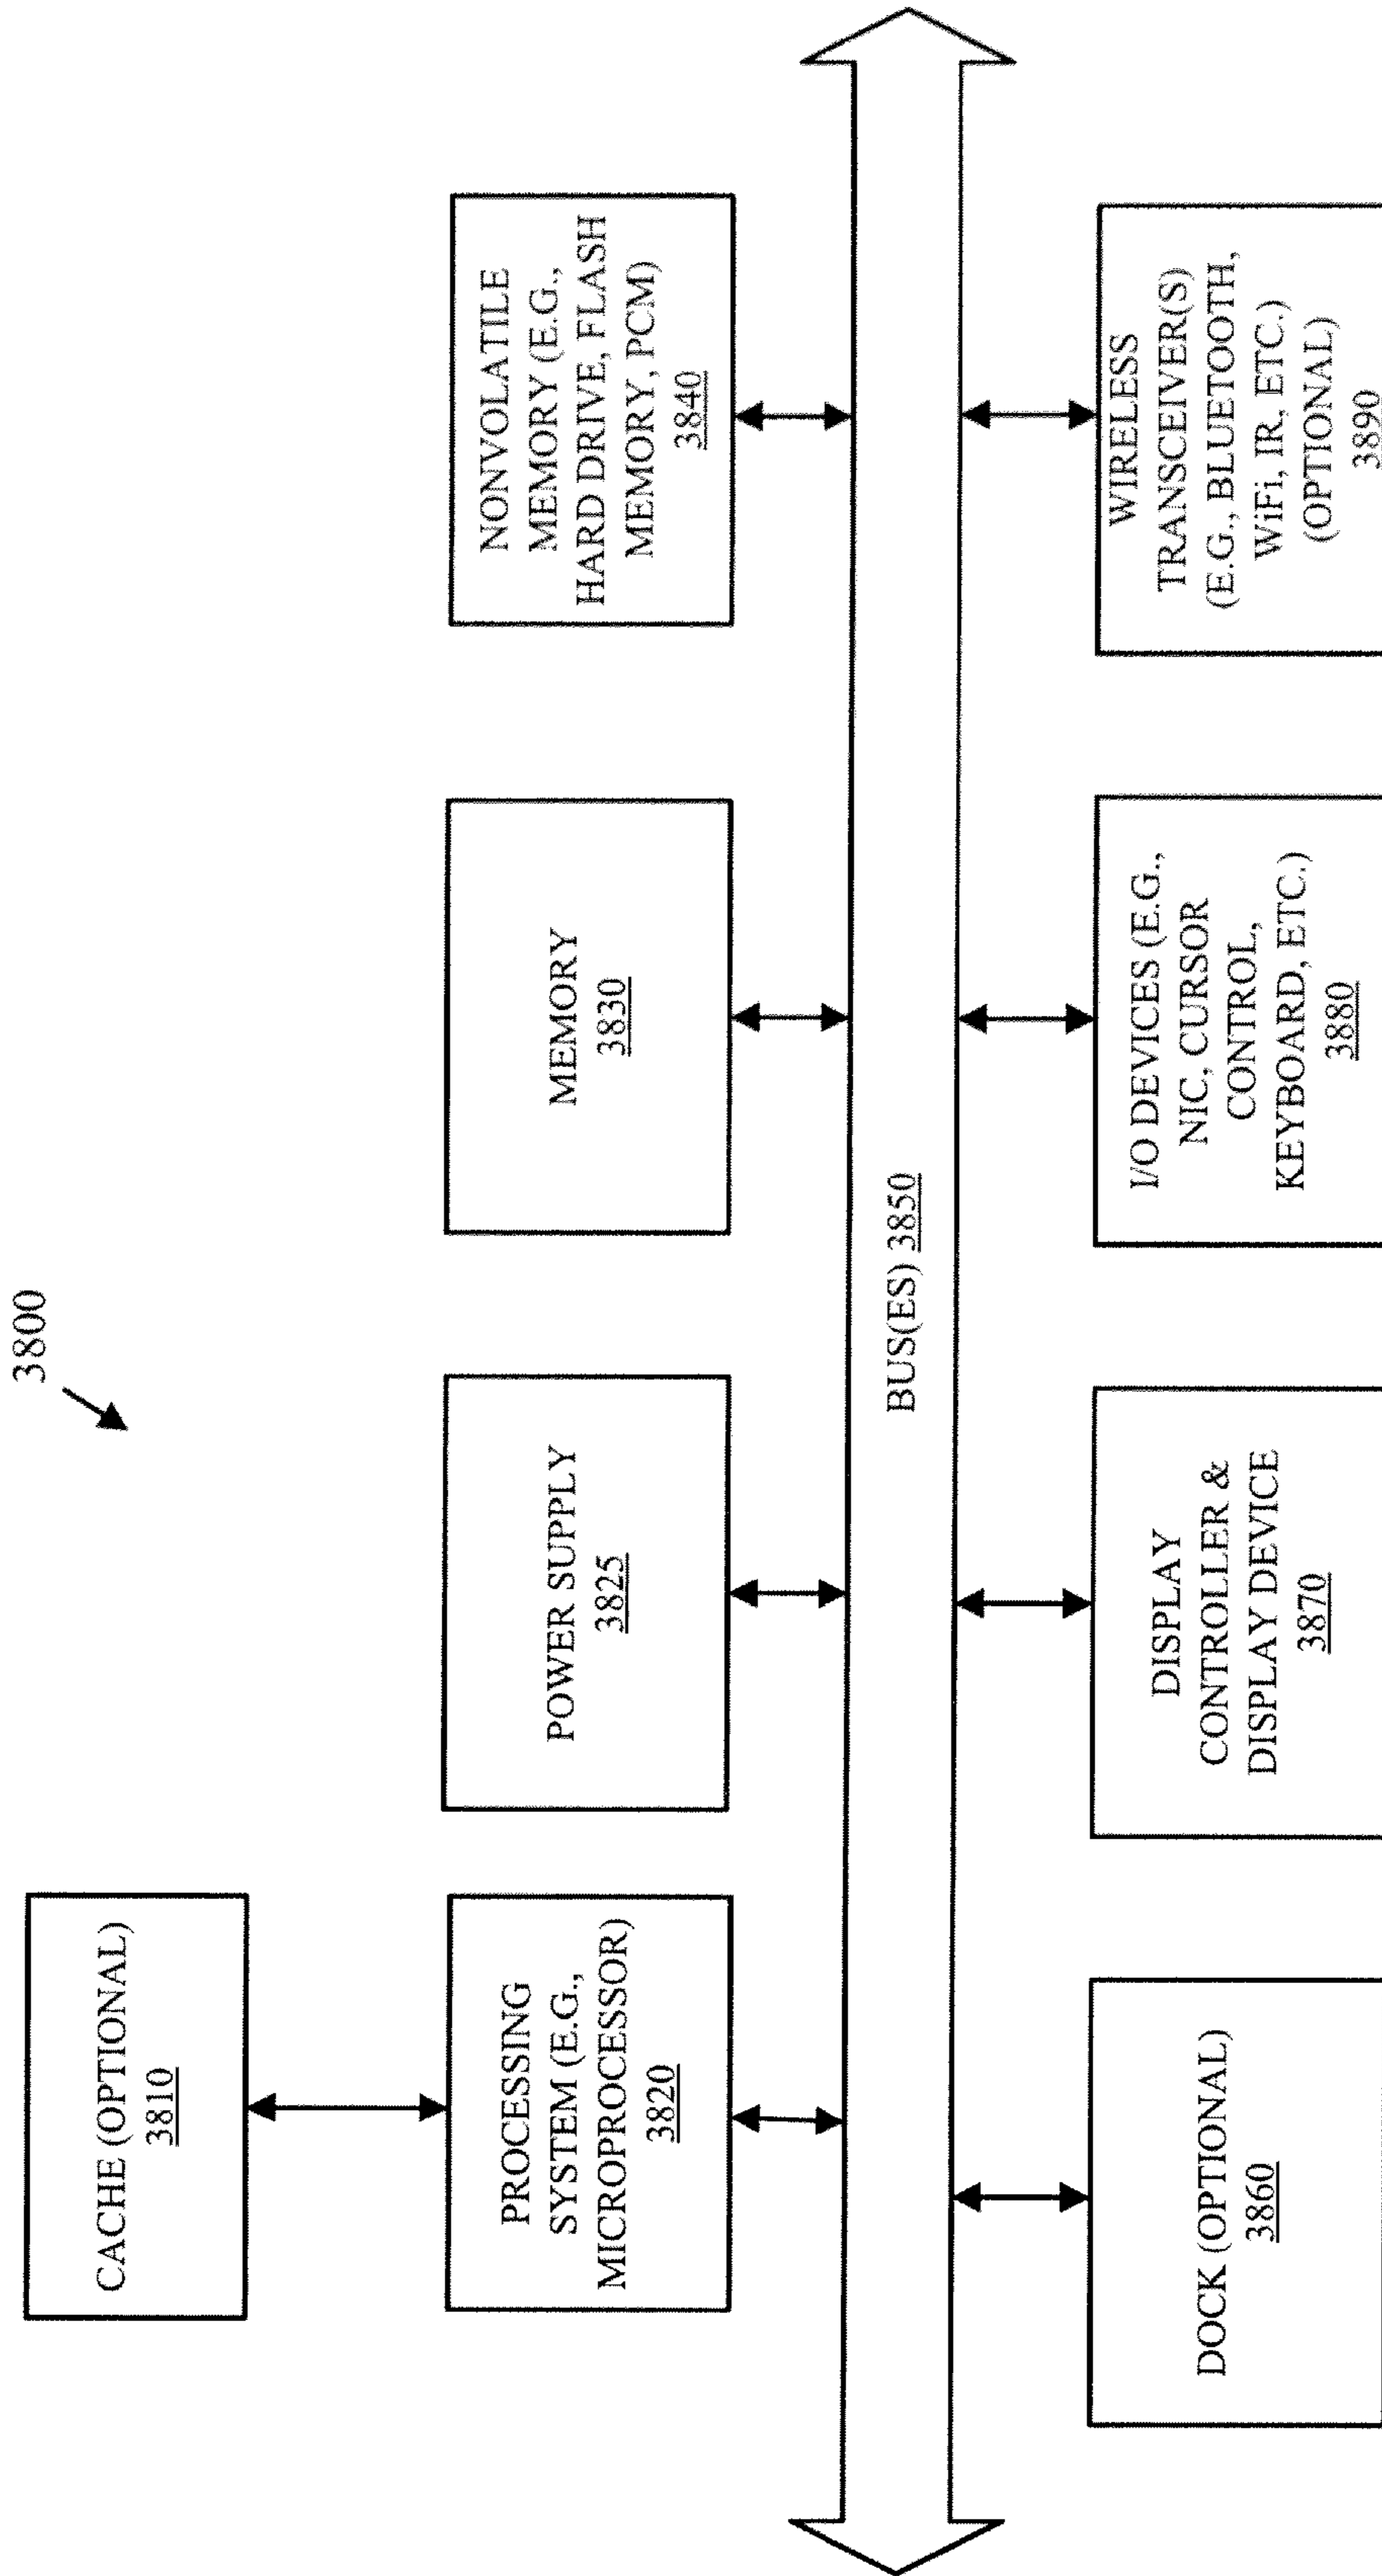 3800
CACHE (OPTIONAL)
3810
PROCESSING
SYSTEM (E.G.,
MICROPROCESSOR)
3820
POWER SUPPLY
3825
MEMORY
3830
NONVOLATILE
MEMORY (E.G.,
HARD DRIVE, FLASH
MEMORY, PCM)
3840
BUS(ES) 3850
DOCK (OPTIONAL)
3860
DISPLAY
CONTROLLER &
DISPLAY DEVICE
3870
I/O DEVICES (E.G.,
NIC, CURSOR
CONTROL,
KEYBOARD, ETC.)
3880
WIRELESS
TRANSCEIVER(S)
(E.G., BLUETOOTH,
WiFi, IR, ETC.)
(OPTIONAL)
3890